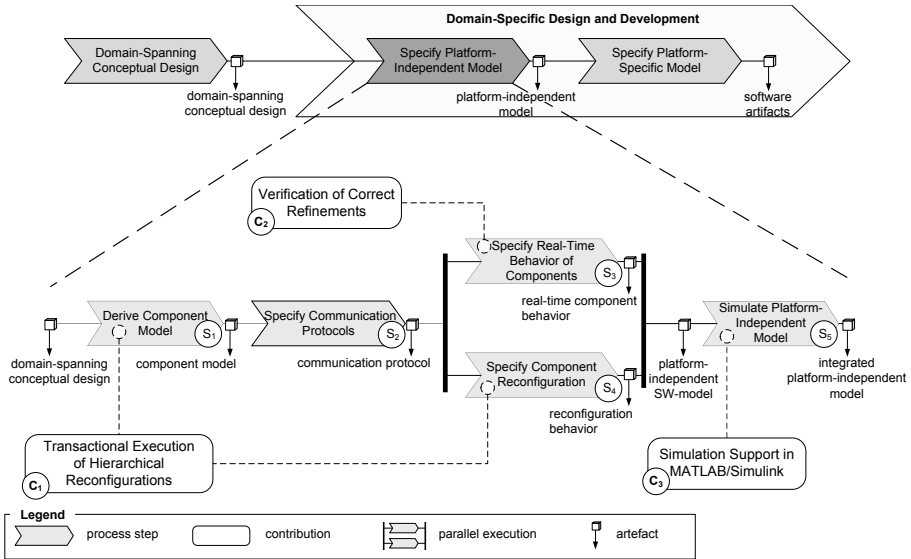 Domain-Specific Design and Development
Domain-Spanning
Conceptual Design
Specify Platform-
Independent Model
Specify Platform-
Specific Model
domain-spanning
conceptual design
platform-independent
model
software
artifacts
Verification of Correct
Refinements
C2
Specify Real-Time
Behavior of
Components
S3
real-time component
behavior
Derive Component
Model
S1
Specify Communication
Protocols
S2
Simulate Platform-
Independent
Model
S5
domain-spanning
conceptual design
component model
communication protocol
Specify Component
Reconfiguration
S4
reconfiguration
behavior
platform-
independent
SW-model
integrated
platform-independent
model
Transactional Execution
of Hierarchical
Reconfigurations
C1
Simulation Support in
MATLAB/Simulink
C3
Legend
process step
contribution
parallel execution
artefact